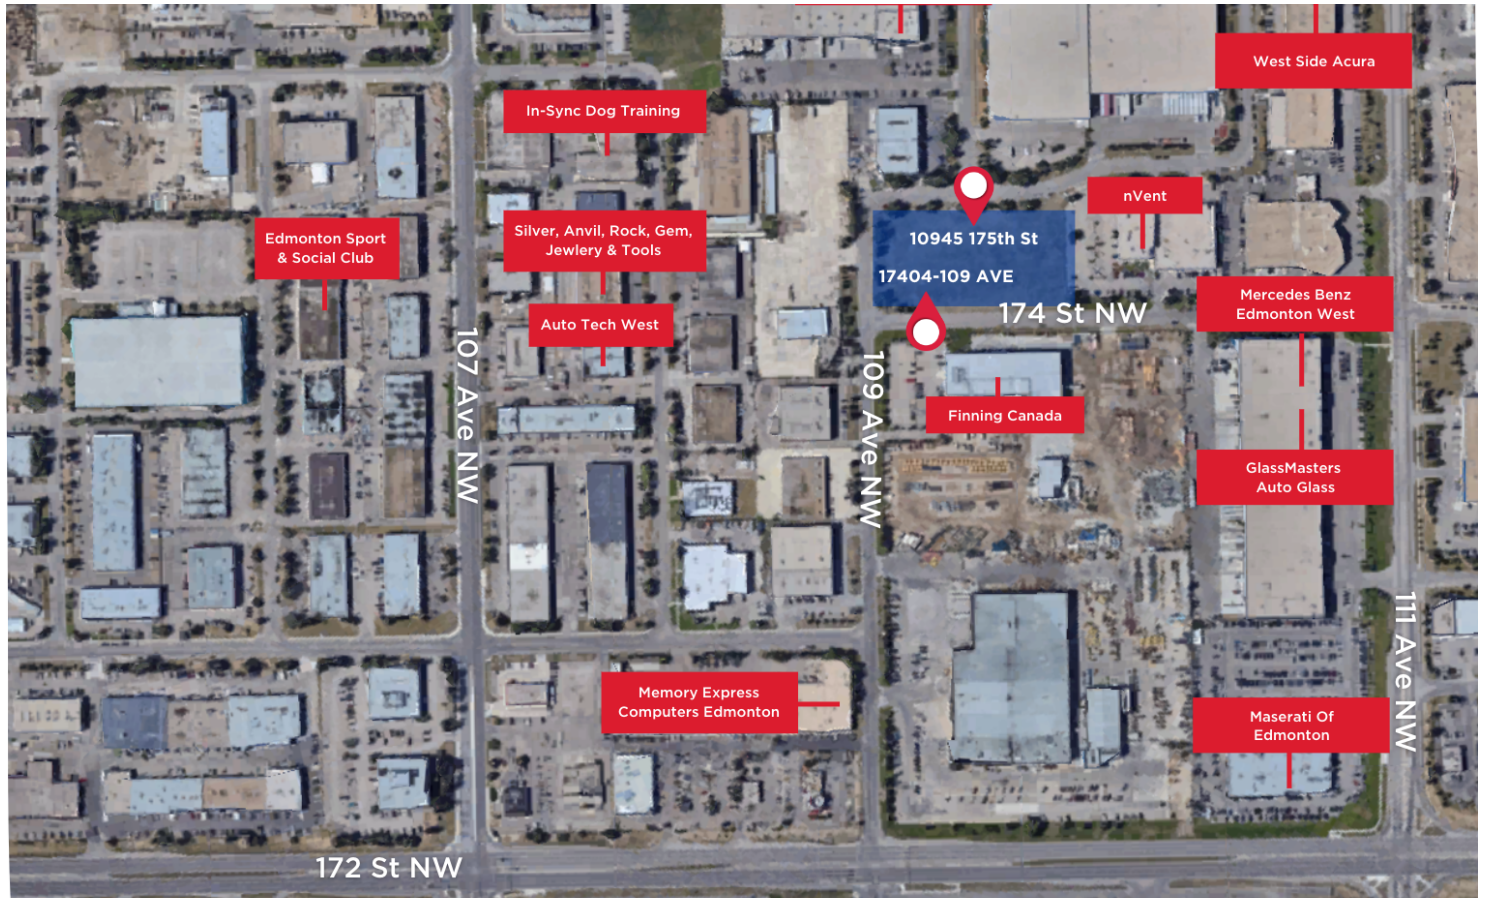 West Side Acura
In-Sync Dog Training
nVent
Edmonton Sport
& Social Club
Silver, Anvil, Rock, Gem,
Jewlery & Tools
10945 175th St
17404-109 AVE
Auto Tech West
174 St NW
Mercedes Benz
Edmonton West
107 Ave NW
109 Ave NW
Finning Canada
GlassMasters
Auto Glass
111 Ave NW
Memory Express
Computers Edmonton
Maserati Of
Edmonton
172 St NW